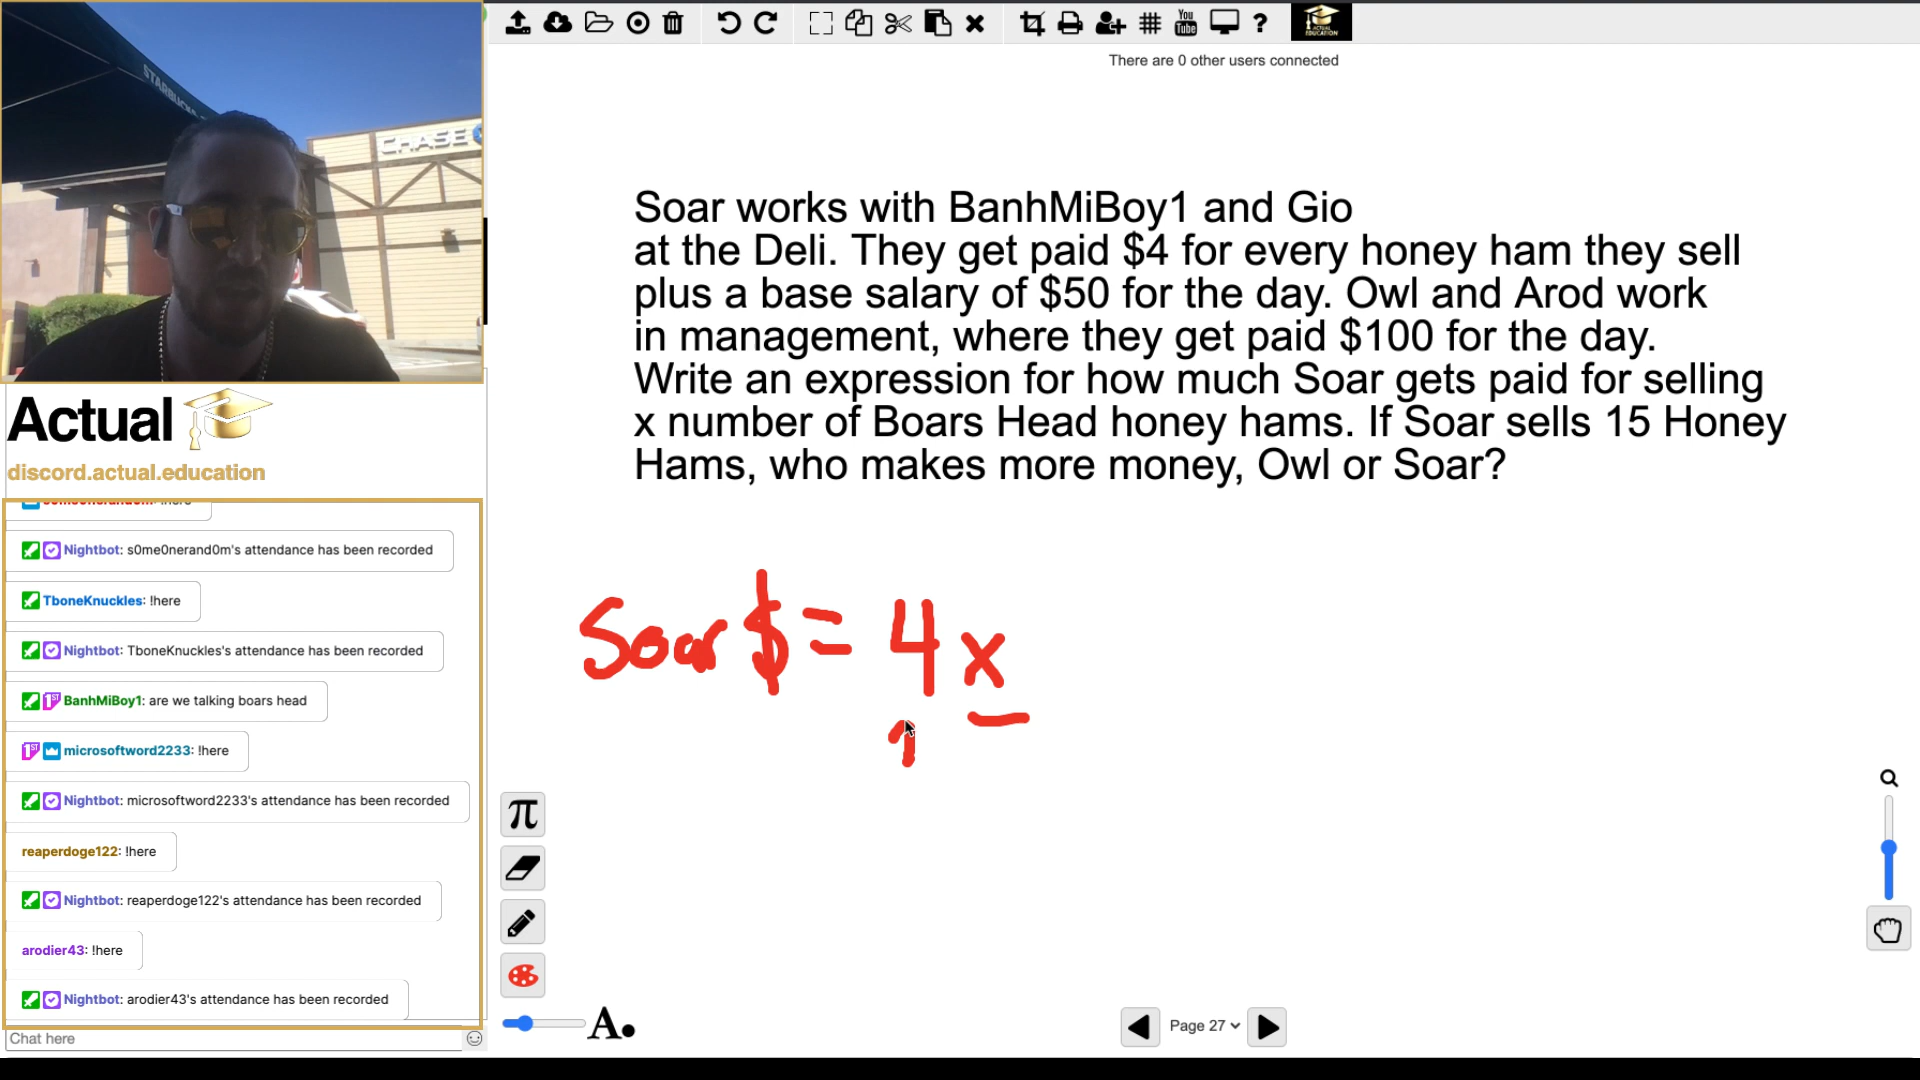 STARBUCKS
CHASE
You
Tube
?
ACTUAL
EDUCATION
There are 0 other users connected
Soar works with BanhMiBoy1 and Gio
at the Deli. They get paid $4 for every honey ham they sell
plus a base salary of $50 for the day. Owl and Arod work
in management, where they get paid $100 for the day.
Write an expression for how much Soar gets paid for selling
x number of Boars Head honey hams. If Soar sells 15 Honey
Hams, who makes more money, Owl or Soar?
Soar $ = 4x
Actual
discord.actual.education
Nightbot: s0me0nerand0m's attendance has been recorded
TboneKnuckles: !here
Nightbot: TboneKnuckles's attendance has been recorded
BanhMiBoy1: are we talking boars head
microsoftword2233: !here
Nightbot: microsoftword2233's attendance has been recorded
reaperdoge122: !here
Nightbot: reaperdoge122's attendance has been recorded
arodier43: !here
Nightbot: arodier43's attendance has been recorded
Chat here
π
A
Page 27